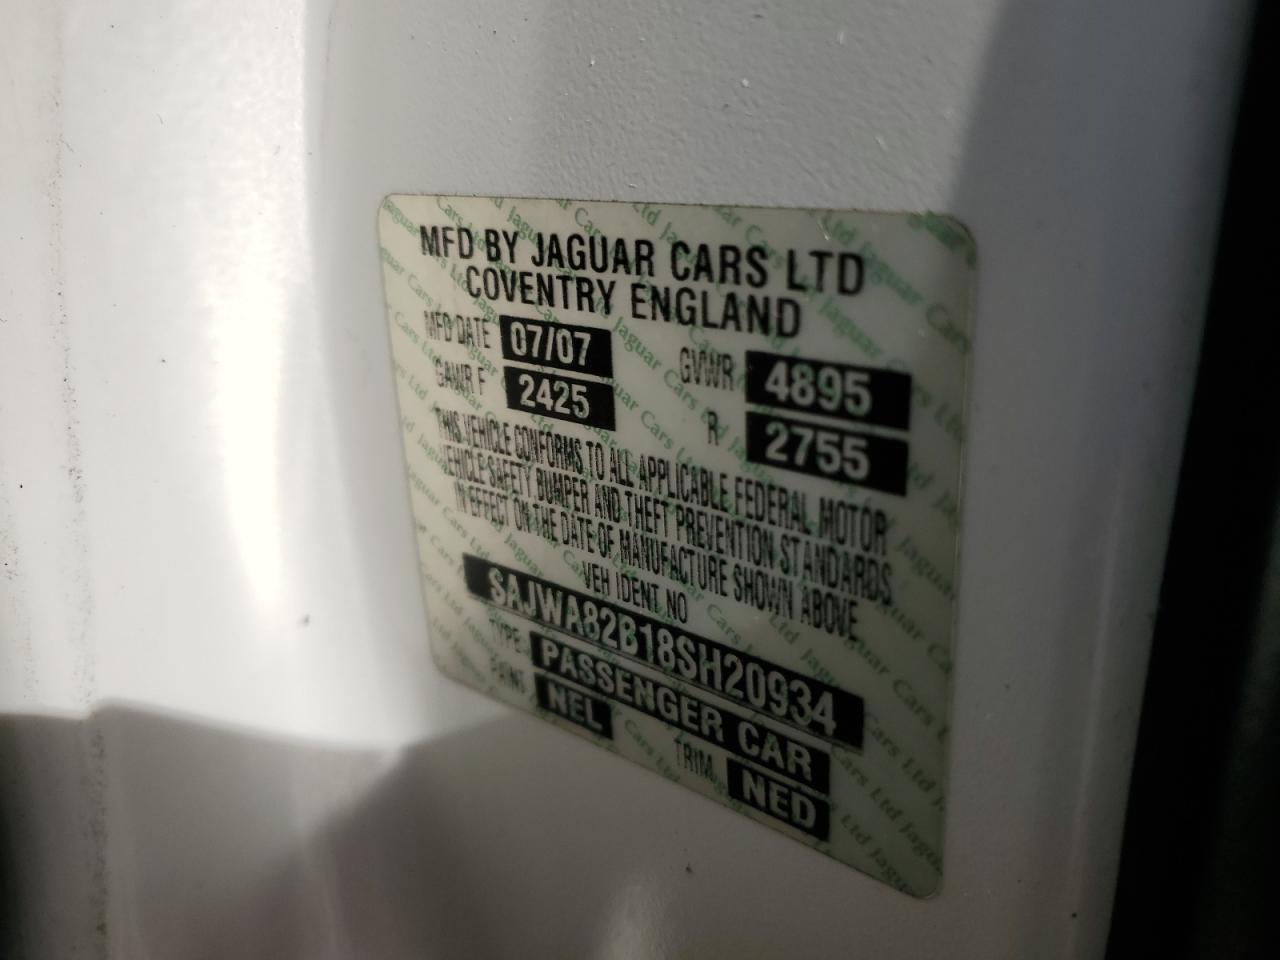 MFD BY JAGUAR CARS LTD
COVENTRY ENGLAND
MFD DATE 07/07 GVWR 4895
GAWR F 2425 R 2755
THIS VEHICLE CONFORMS TO ALL APPLICABLE FEDERAL MOTOR
VEHICLE SAFETY, BUMPER AND THEFT PREVENTION STANDARDS
IN EFFECT ON THE DATE OF MANUFACTURE SHOWN ABOVE
VEH IDENT NO
SAJWA82B18SH20934
TYPE PASSENGER CAR
PAINT NEL TRIM NED